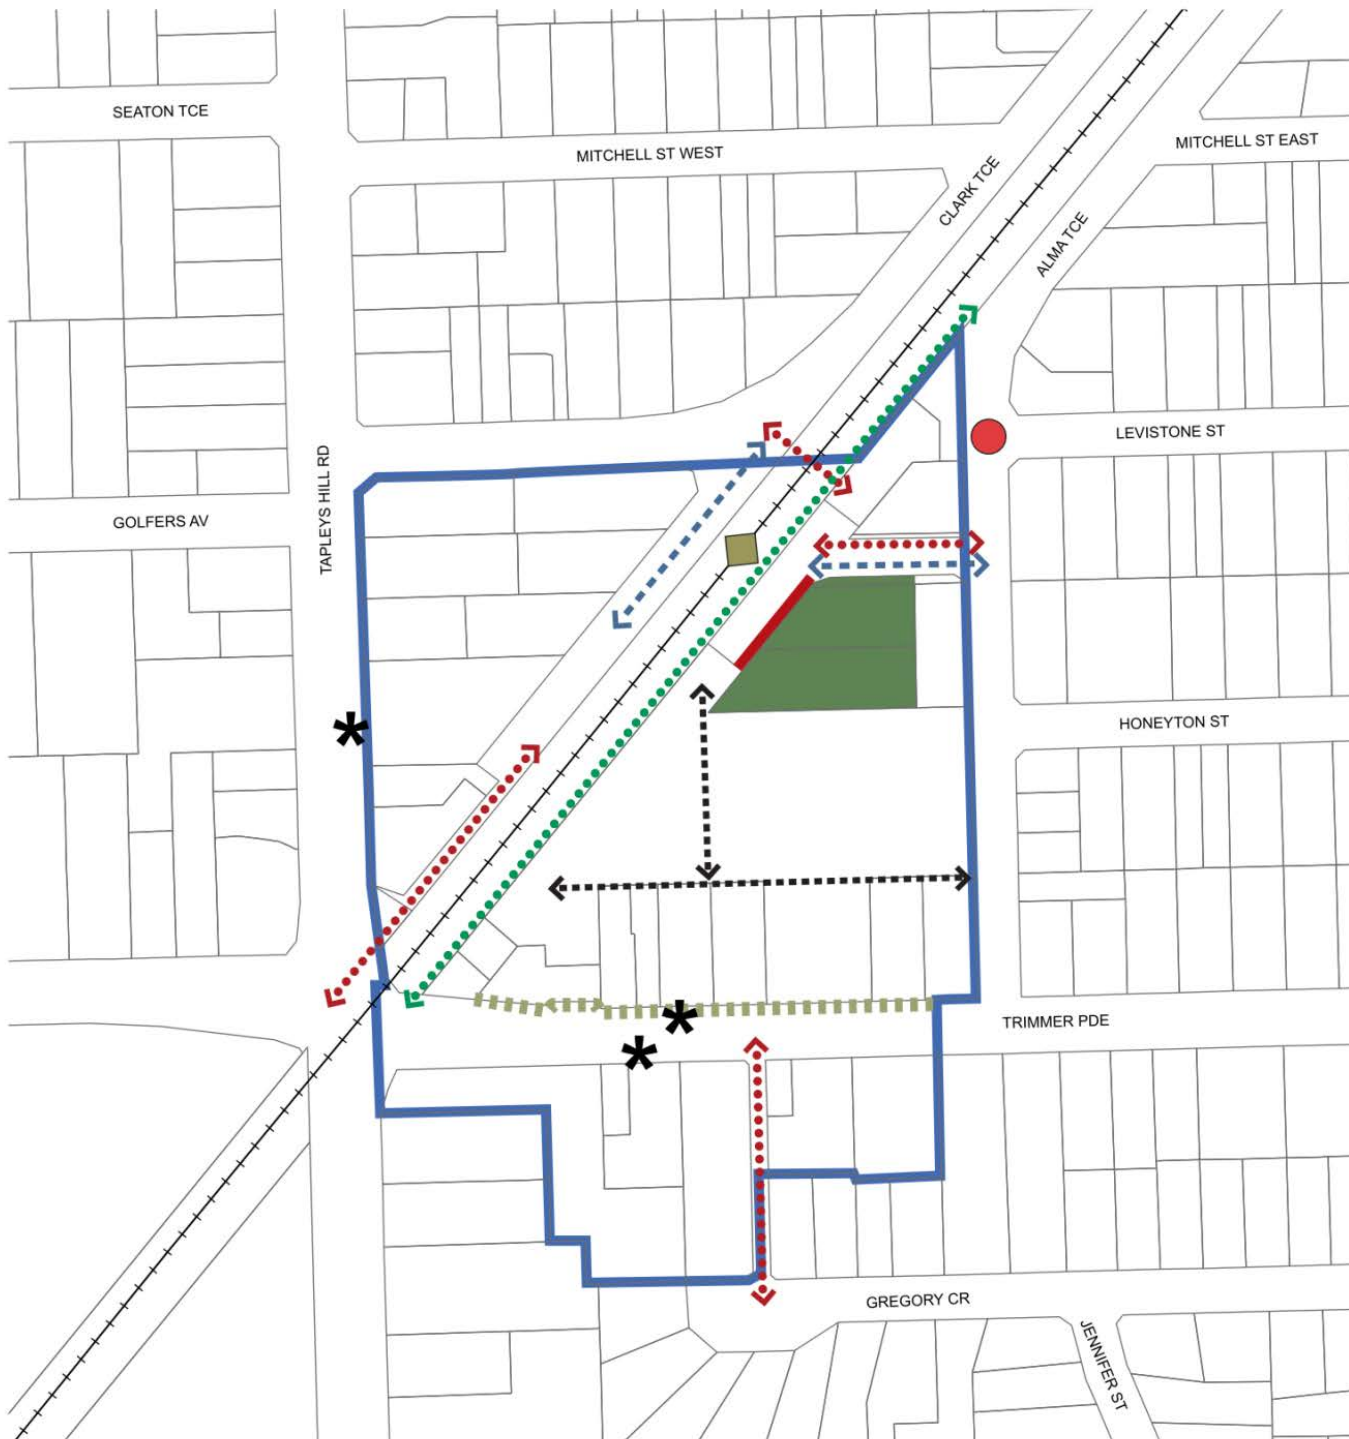 SEATON TCE
MITCHELL ST WEST
MITCHELL ST EAST
CLARK TCE
ALMA TCE
LEVISTONE ST
TAPLEYS HILL RD
GOLFERS AV
HONEYTON ST
TRIMMER PDE
GREGORY CR
JENNIFER ST